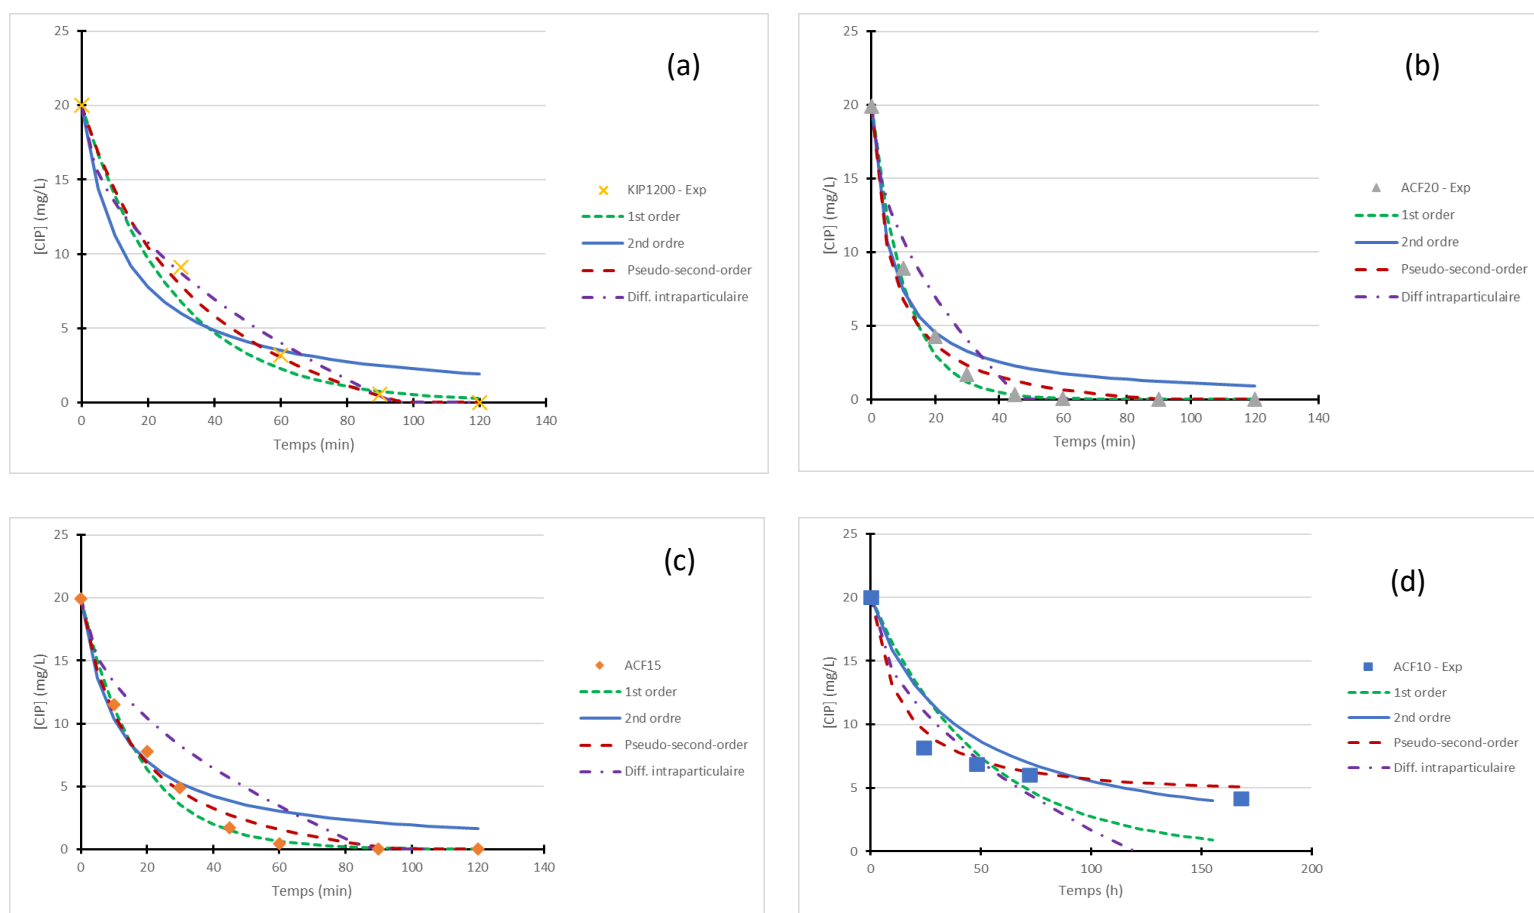 (a)
25
20
15
10
5
0
[CIP] (mg/L)
0 20 40 60 80 100 120 140
Temps (min)
KIP1200 - Exp
1st order
2nd ordre
Pseudo-second-order
Diff. intraparticulaire
(b)
25
20
15
10
5
0
[CIP] (mg/L)
0 20 40 60 80 100 120 140
Temps (min)
ACF20 - Exp
1st order
2nd ordre
Pseudo-second-order
Diff intraparticulaire
(c)
25
20
15
10
5
0
[CIP] (mg/L)
0 20 40 60 80 100 120 140
Temps (min)
ACF15
1st order
2nd ordre
Pseudo-second-order
Diff. intraparticulaire
(d)
25
20
15
10
5
0
[CIP] (mg/L)
0 50 100 150 200
Temps (h)
ACF10 - Exp
1st order
2nd ordre
Pseudo-second-order
Diff. intraparticulaire